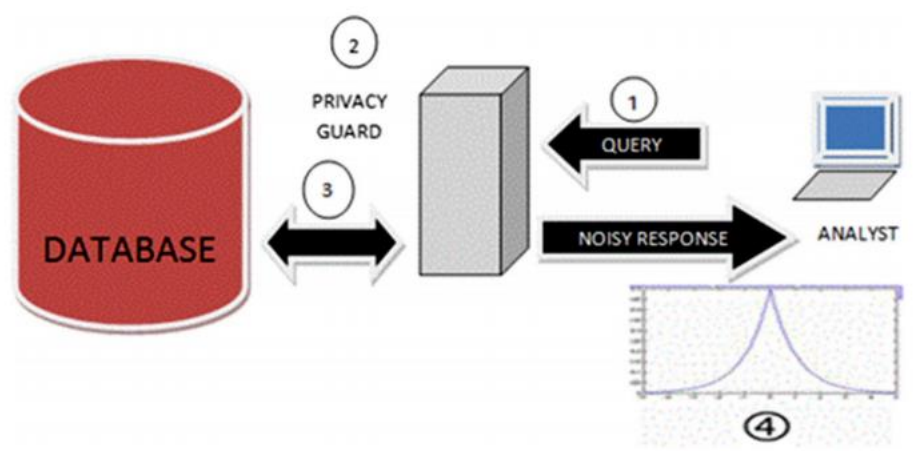 2
PRIVACY
GUARD
1
QUERY
3
DATABASE
NOISY RESPONSE
ANALYST
4